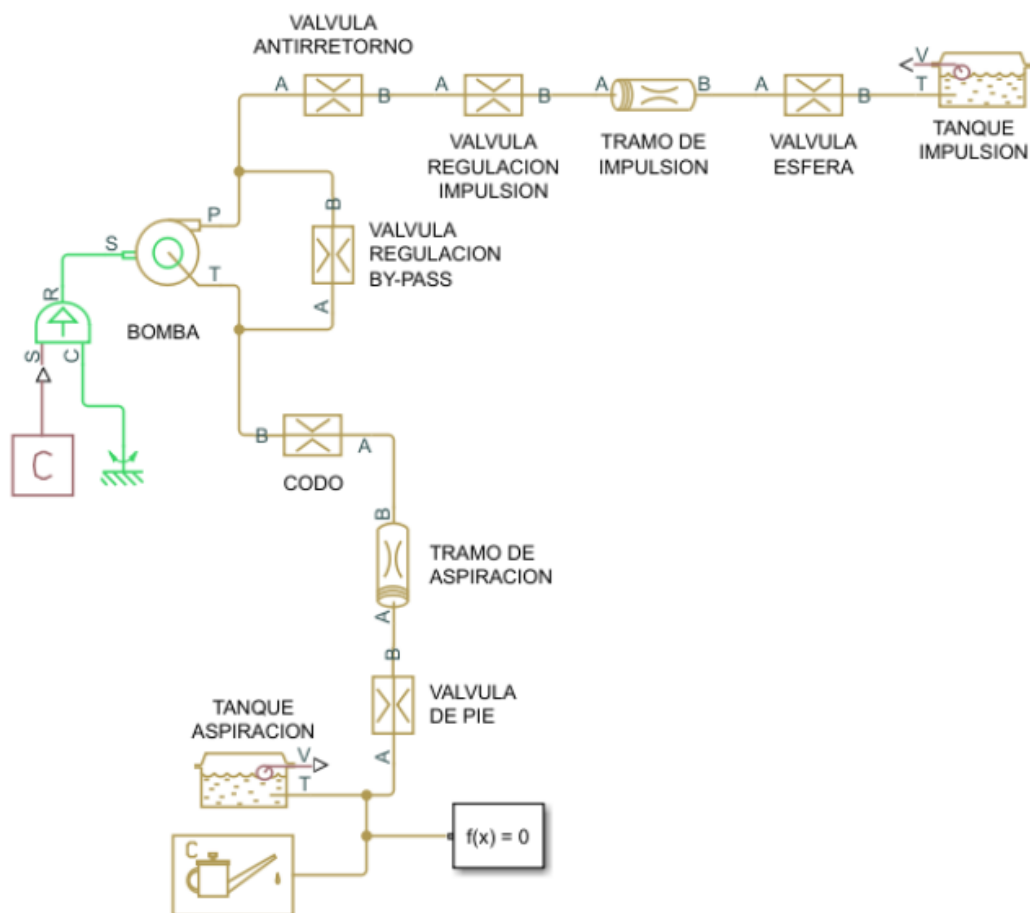 VALVULA
ANTIRRETORNO
A
B
A
B
A
B
A
B
V
T
VALVULA
REGULACION
IMPULSION
TRAMO DE
IMPULSION
VALVULA
ESFERA
TANQUE
IMPULSION
P
S
T
B
A
VALVULA
REGULACION
BY-PASS
BOMBA
R
S
C
C
B
A
CODO
B
A
TRAMO DE
ASPIRACION
B
A
VALVULA
DE PIE
TANQUE
ASPIRACION
V
T
f(x) = 0
C